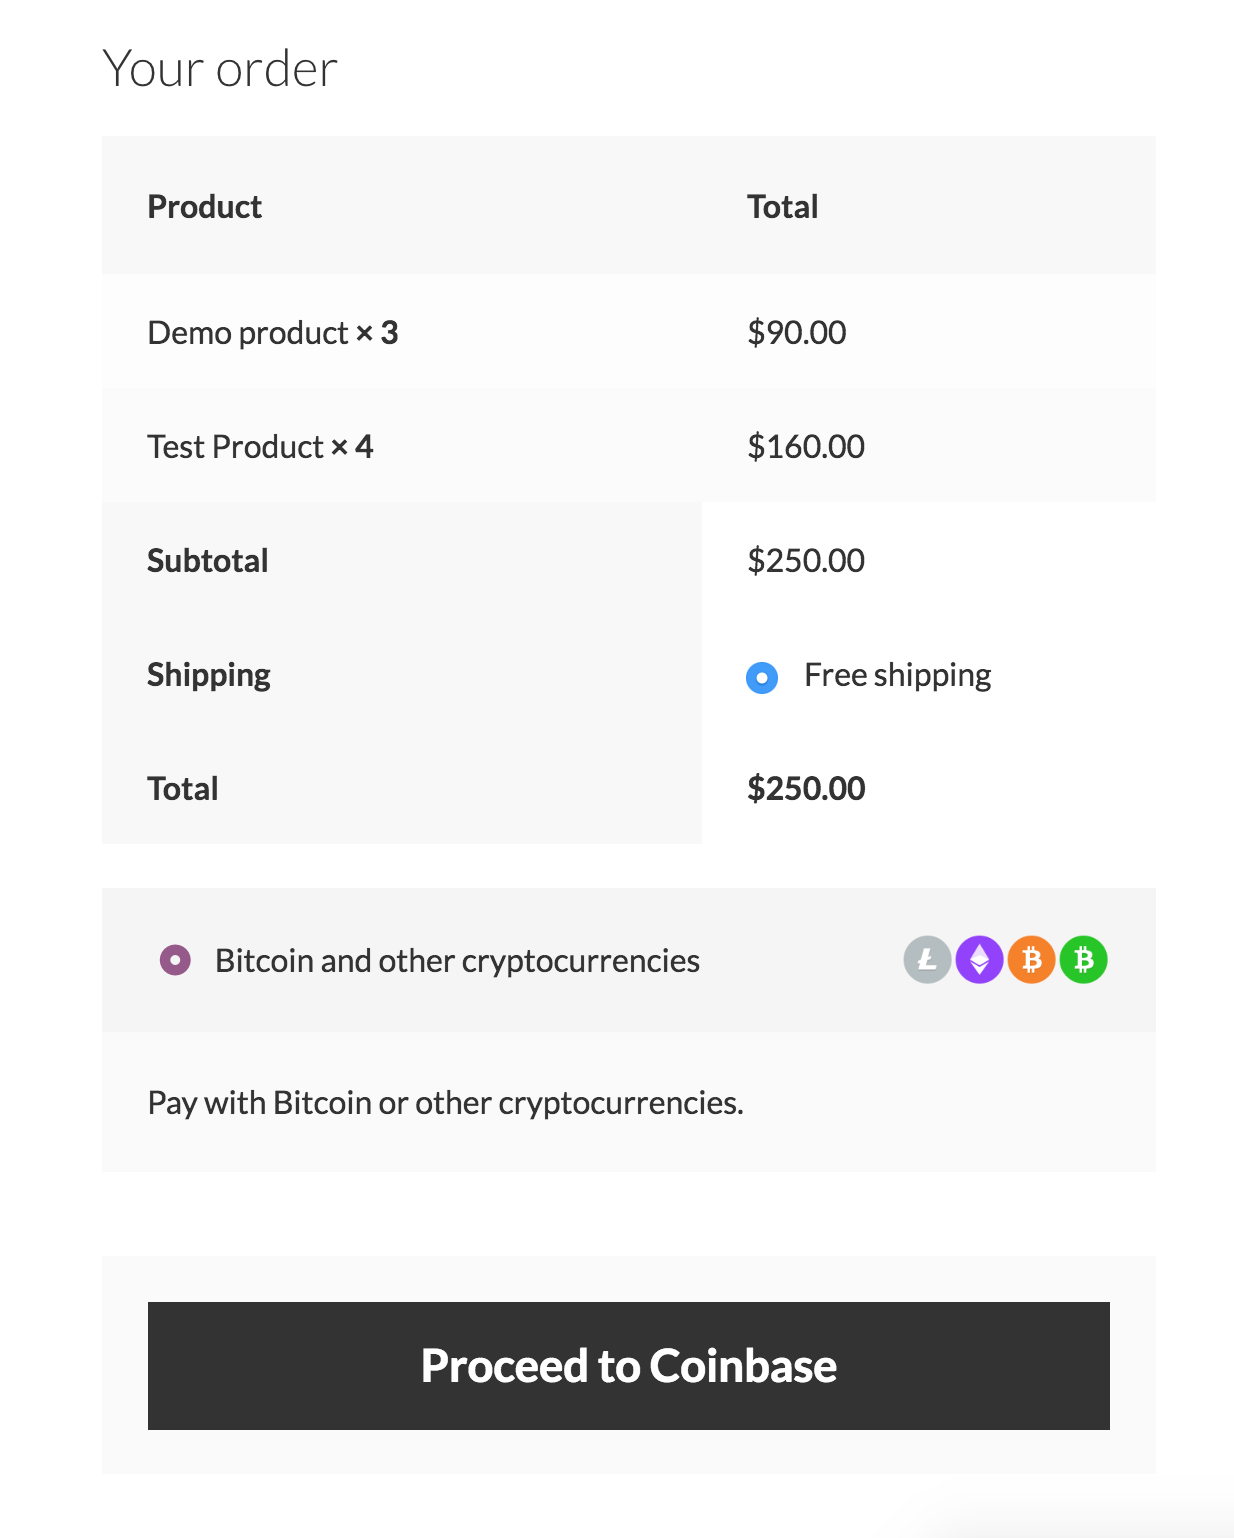 Your order
Product Total
Demo product × 3 $90.00
Test Product × 4 $160.00
Subtotal $250.00
Shipping Free shipping
Total $250.00
Bitcoin and other cryptocurrencies
Pay with Bitcoin or other cryptocurrencies.
Proceed to Coinbase